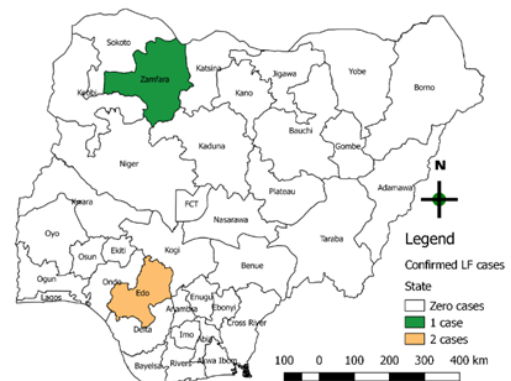 Sokoto
Katsina
Jigawa
Yobe
Borno
Zamfara
Kebbi
Kano
Bauchi
Gombe
Kaduna
Niger
Adamawa
Plateau
FCT
Nasarawa
Kwara
Taraba
Oyo
Kogi
Ekiti
Osun
Benue
Ogun
Ondo
Edo
Lagos
Enugu
Anambra
Ebonyi
Cross River
Delta
Imo
Abia
Bayelsa
Rivers
Akwa Ibom
N
Legend
Confirmed LF cases
State
Zero cases
1 case
2 cases
100 0 100 200 300 400 km